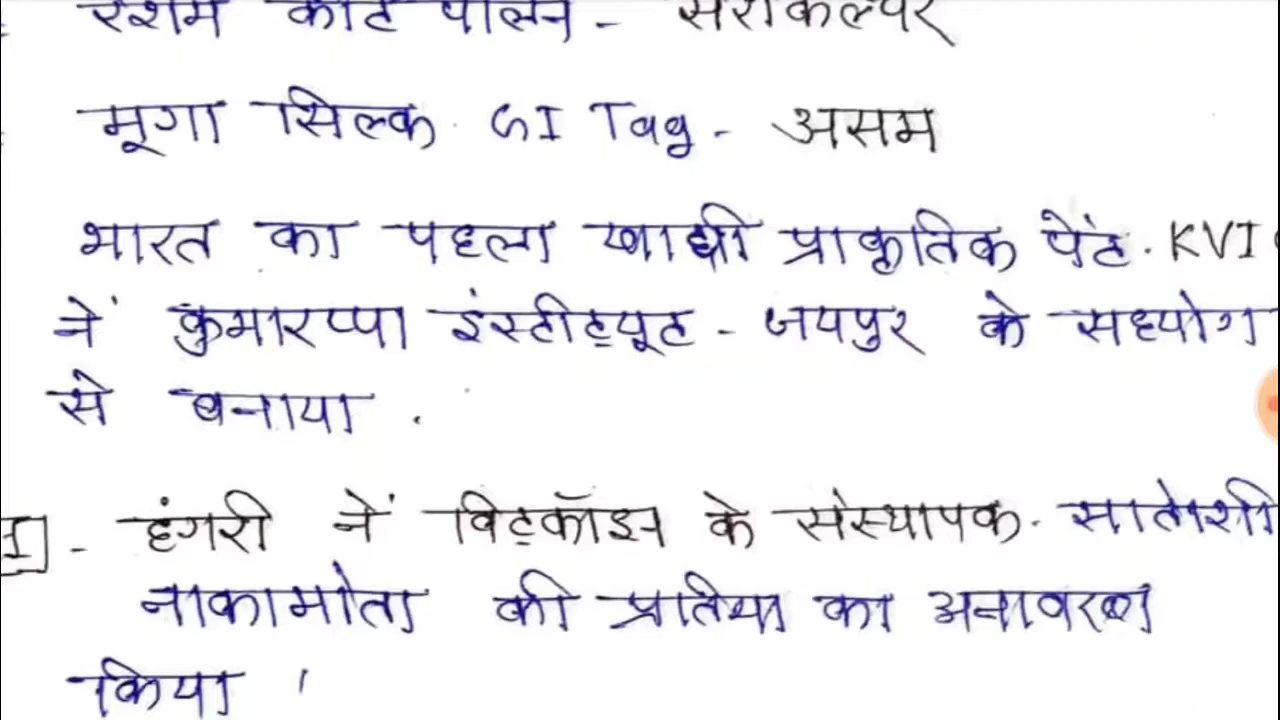 रेशम कीट पालन - सेरीकल्चर
मूगा सिल्क. GI Tag - असम
भारत का पहला खादी प्राकृतिक पेंट. KVI
ने कुमारप्पा इंस्टीट्यूट - जयपुर के सहयोग
से बनाया .
I] - हंगरी नें बिटकॉइन के संस्थापक. सातोशी
नाकामोता की प्रतिमा का अनावरण
किया ।